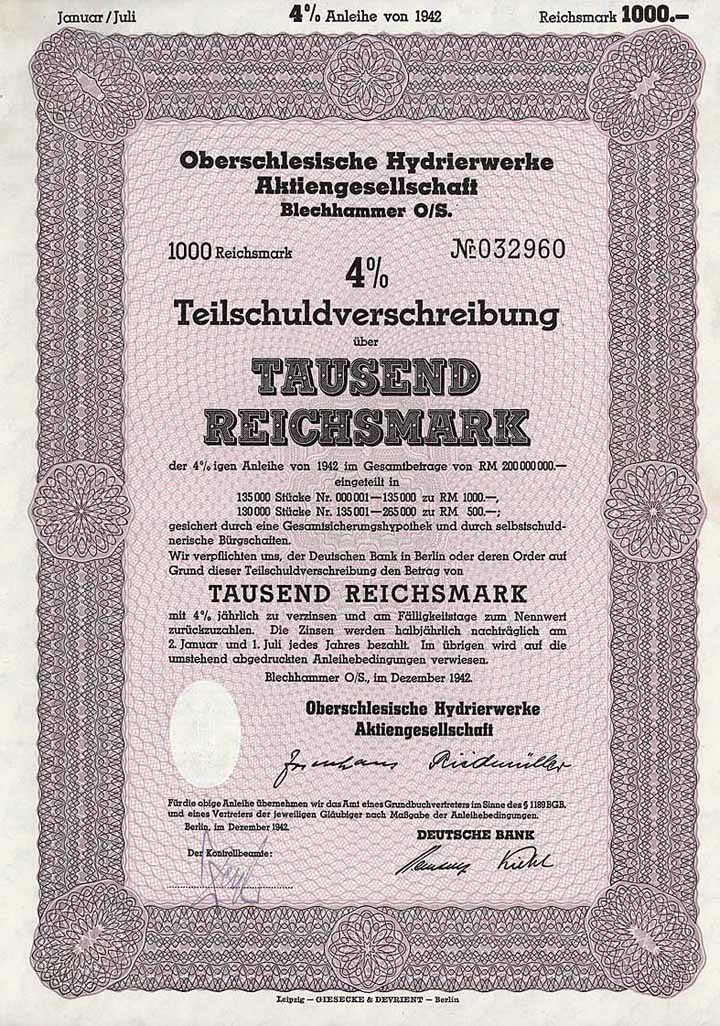 Januar/Juli 4% Anleihe von 1942 Reichsmark 1000.—
Oberschlesische Hydrierwerke
Aktiengesellschaft
Blechhammer O/S.
1000 Reichsmark № 032960
4%
Teilschuldverschreibung
über
TAUSEND
REICHSMARK
der 4%igen Anleihe von 1942 im Gesamtbetrage von RM 200 000 000.—
eingeteilt in
135 000 Stücke Nr. 000 001—135 000 zu RM 1000.—,
130 000 Stücke Nr. 135 001—265 000 zu RM 500.—;
gesichert durch eine Gesamtsicherungshypothek und durch selbstschuld-
nerische Bürgschaften.
Wir verpflichten uns, der Deutschen Bank in Berlin oder deren Order auf
Grund dieser Teilschuldverschreibung den Betrag von
TAUSEND REICHSMARK
mit 4% jährlich zu verzinsen und am Fälligkeitstage zum Nennwert
zurückzuzahlen. Die Zinsen werden halbjährlich nachträglich am
2. Januar und 1. Juli jedes Jahres bezahlt. Im übrigen wird auf die
umstehend abgedruckten Anleihebedingungen verwiesen.
Blechhammer O/S., im Dezember 1942.
Oberschlesische Hydrierwerke
Aktiengesellschaft
Riedmüller
Für die obige Anleihe übernehmen wir das Amt eines Grundbuchvertreters im Sinne des § 1189 BGB.
und eines Vertreters der jeweiligen Gläubiger nach Maßgabe der Anleihebedingungen.
Berlin, im Dezember 1942.
DEUTSCHE BANK
Der Kontrollbeamte:
Leipzig — GIESECKE & DEVRIENT — Berlin